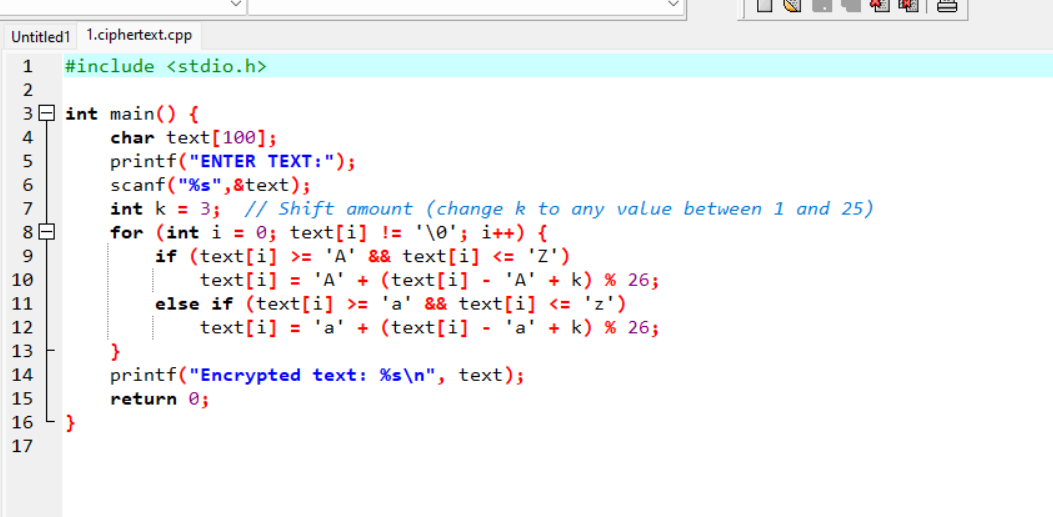 Untitled1 1.ciphertext.cpp
1 #include <stdio.h>
2
3 int main() {
4     char text[100];
5     printf("ENTER TEXT:");
6     scanf("%s",&text);
7     int k = 3;  // Shift amount (change k to any value between 1 and 25)
8     for (int i = 0; text[i] != '\0'; i++) {
9         if (text[i] >= 'A' && text[i] <= 'Z')
10             text[i] = 'A' + (text[i] - 'A' + k) % 26;
11         else if (text[i] >= 'a' && text[i] <= 'z')
12             text[i] = 'a' + (text[i] - 'a' + k) % 26;
13     }
14     printf("Encrypted text: %s\n", text);
15     return 0;
16 }
17